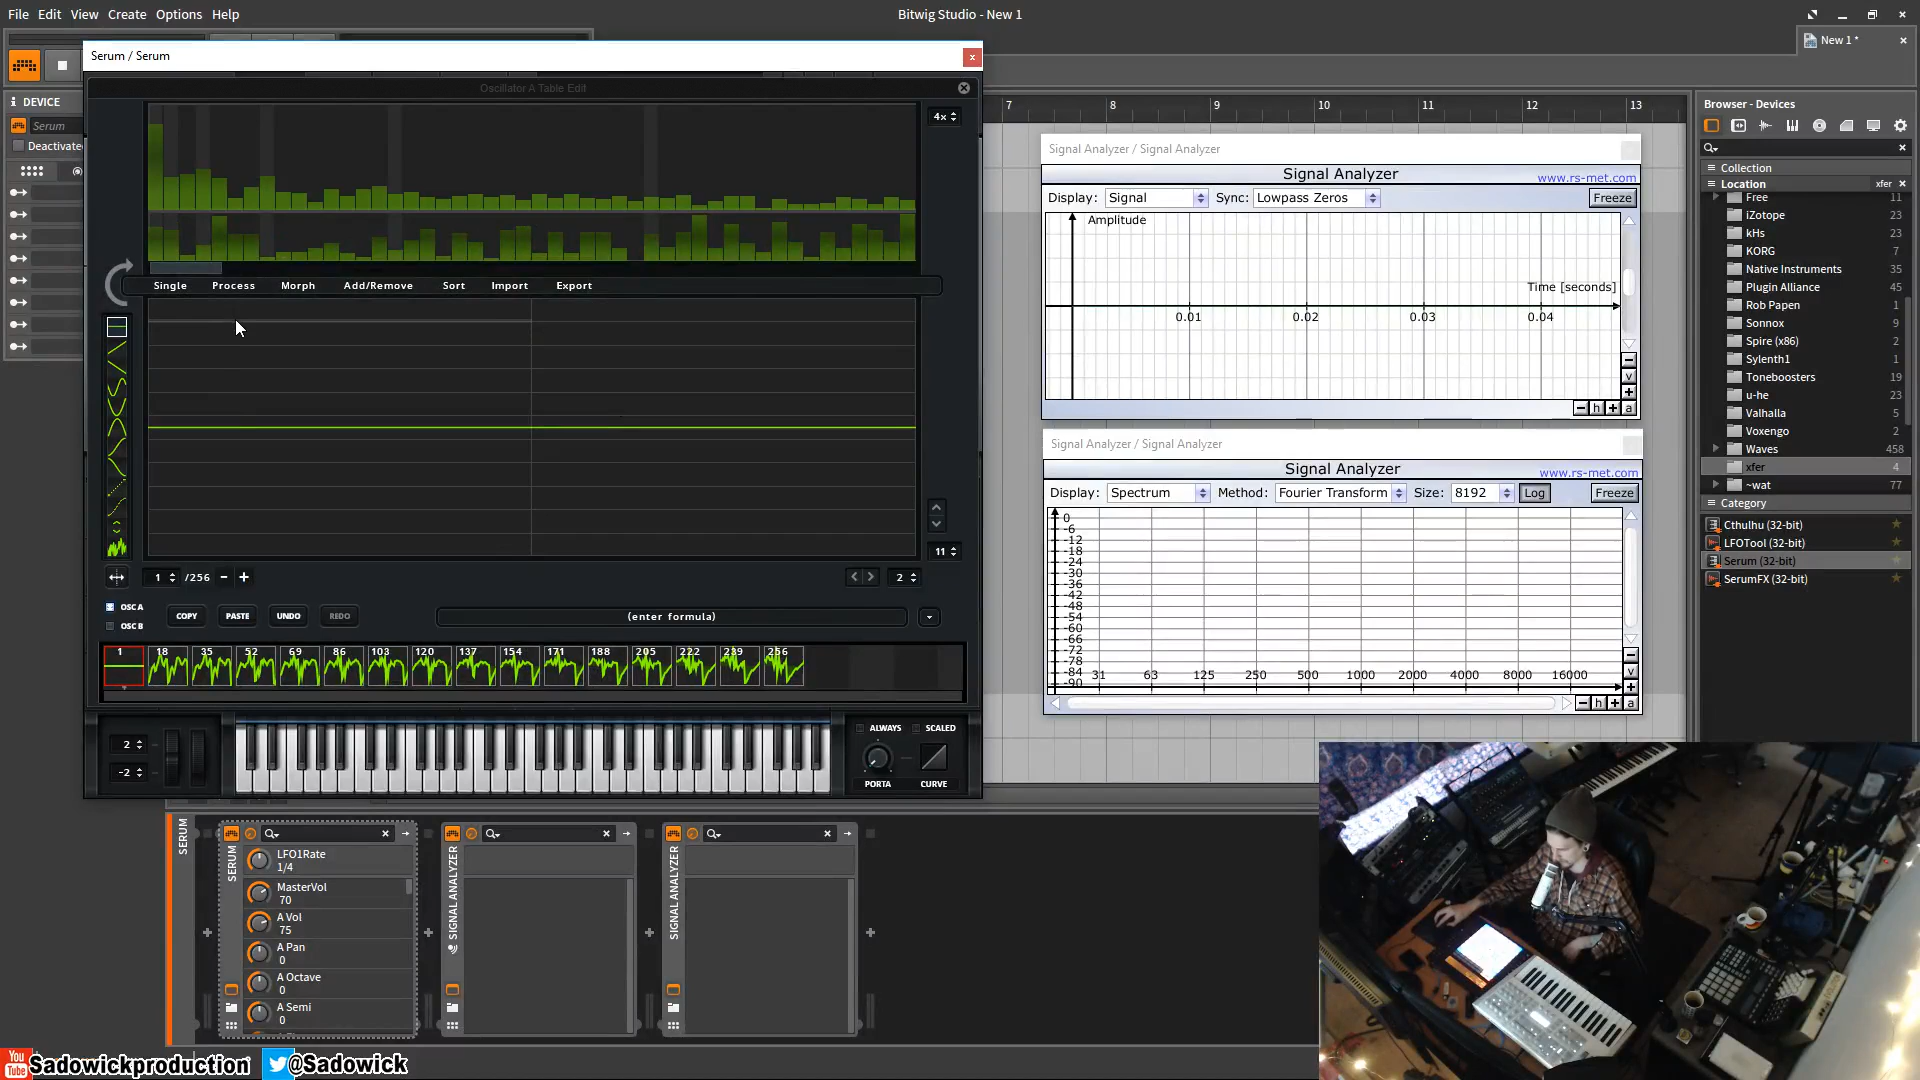 File Edit View Create Options Help
Bitwig Studio - New 1
New 1 *
Serum / Serum
DEVICE
Serum
Deactivate
Oscillator A Table Edit
4x
Single Process Morph Add/Remove Sort Import Export
11
1 /256 - +
2
OSC A
OSC B
COPY PASTE UNDO REDO
(enter formula)
1 18 35 52 69 86 103 120 137 154 171 188 205 222 239 256
2
-2
ALWAYS SCALED
PORTA CURVE
7 8 9 10 11 12 13
Signal Analyzer / Signal Analyzer
Signal Analyzer
www.rs-met.com
Display: Signal Sync: Lowpass Zeros Freeze
Amplitude
Time [seconds]
0.01 0.02 0.03 0.04
- h + a
- v +
Signal Analyzer / Signal Analyzer
Signal Analyzer
www.rs-met.com
Display: Spectrum Method: Fourier Transform Size: 8192 Log Freeze
0
-6
-12
-18
-24
-30
-36
-42
-48
-54
-60
-66
-72
-78
-84
-90
31 63 125 250 500 1000 2000 4000 8000 16000
- h + a
- v +
Browser - Devices
Collection
Location xfer
Free 11
iZotope 23
kHs 23
KORG 7
Native Instruments 23
Plugin Alliance 45
Rob Papen 1
Sonnox 9
Spire (x86) 2
Sylenth1 1
Toneboosters 19
u-he 23
Valhalla 5
Voxengo 2
Waves 458
xfer 4
~wat 77
Category
Cthulhu (32-bit)
LFOTool (32-bit)
Serum (32-bit)
SerumFX (32-bit)
SERUM
SERUM
LFO1Rate
1/4
MasterVol
70
A Vol
75
A Pan
0
A Octave
0
A Semi
0
SIGNAL ANALYZER
SIGNAL ANALYZER
You Tube
Sadowickproduction
@Sadowick